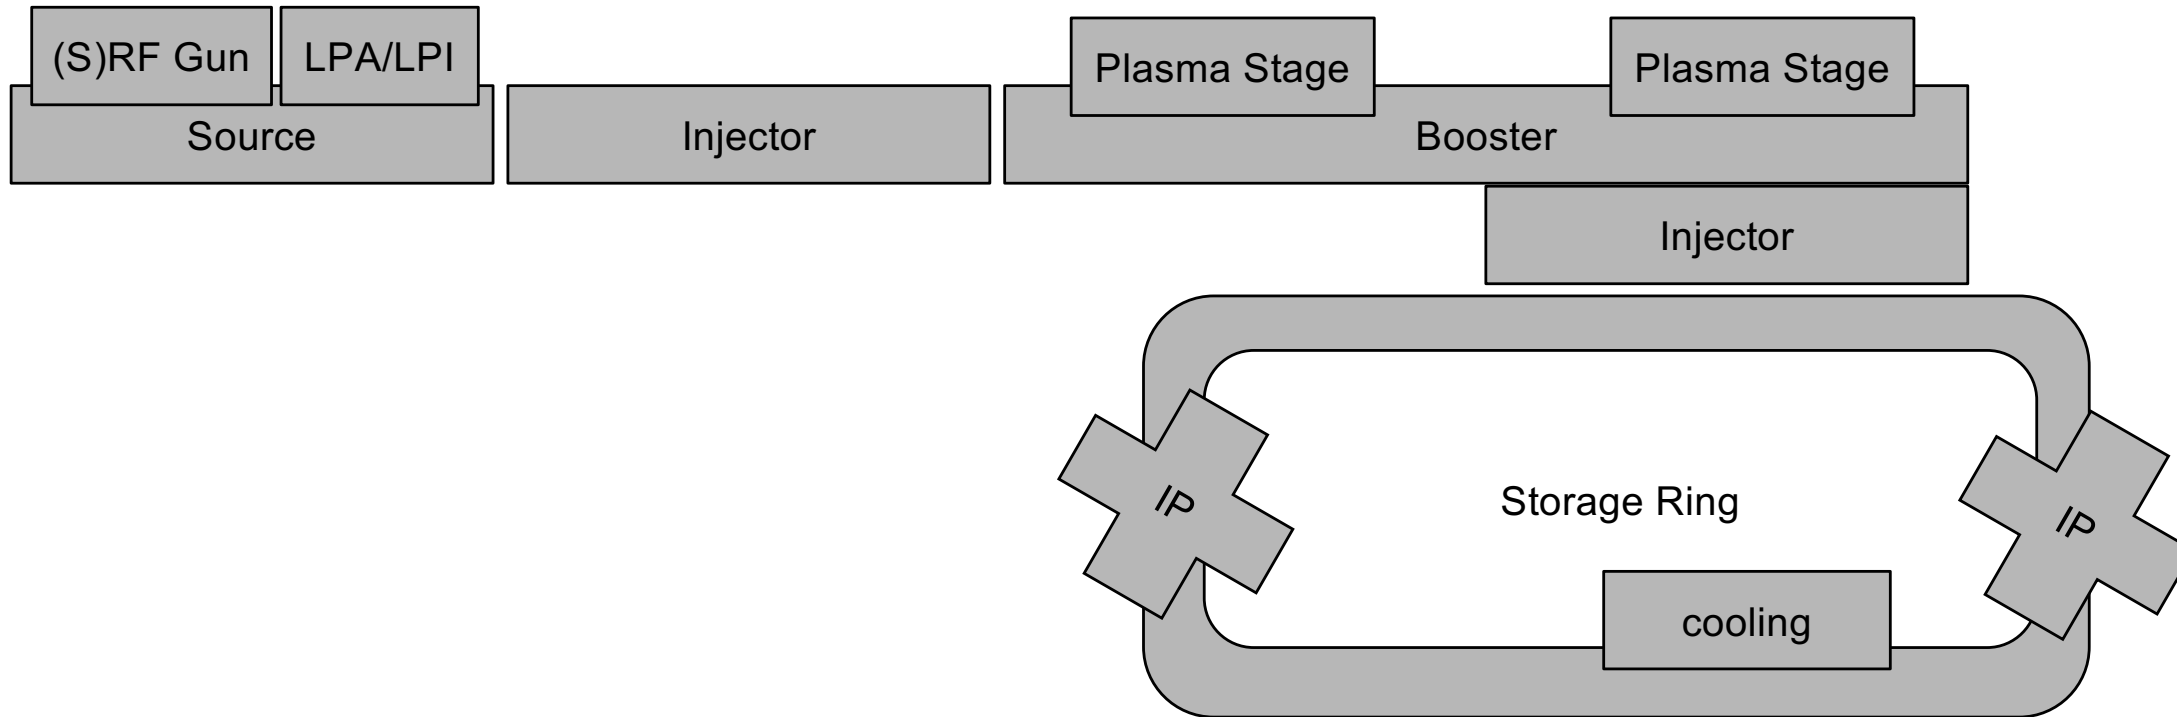 (S)RF Gun
LPA/LPI
Plasma Stage
Plasma Stage
Source
Injector
Booster
Injector
IP
Storage Ring
IP
cooling